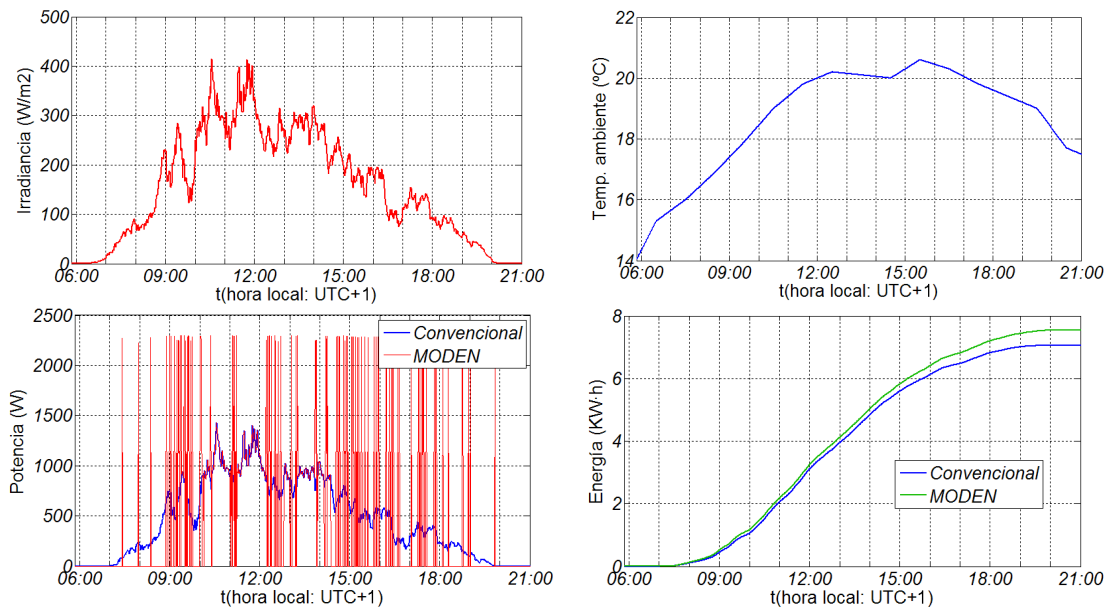 500
400
300
200
100
0
Irradiancia (W/m2)
06:00 09:00 12:00 15:00 18:00 21:00
t(hora local: UTC+1)
22
20
18
16
14
Temp. ambiente (ºC)
06:00 09:00 12:00 15:00 18:00 21:00
t(hora local: UTC+1)
2500
2000
1500
1000
500
0
Potencia (W)
Convencional
MODEN
06:00 09:00 12:00 15:00 18:00 21:00
t(hora local: UTC+1)
8
6
4
2
0
Energía (KW·h)
Convencional
MODEN
06:00 09:00 12:00 15:00 18:00 21:00
t(hora local: UTC+1)